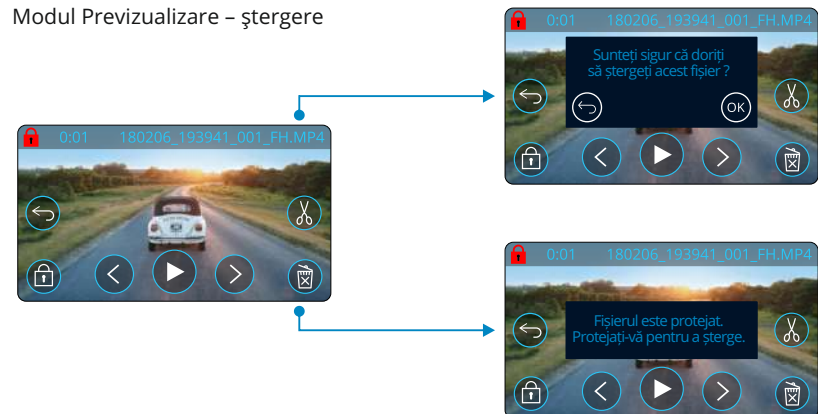 Modul Previzualizare – ştergere
0:01 180206_193941_001_FH.MP4
Sunteți sigur că doriți
să ștergeți acest fișier ?
OK
0:01 180206_193941_001_FH.MP4
0:01 180206_193941_001_FH.MP4
Fișierul este protejat.
Protejați-vă pentru a șterge.